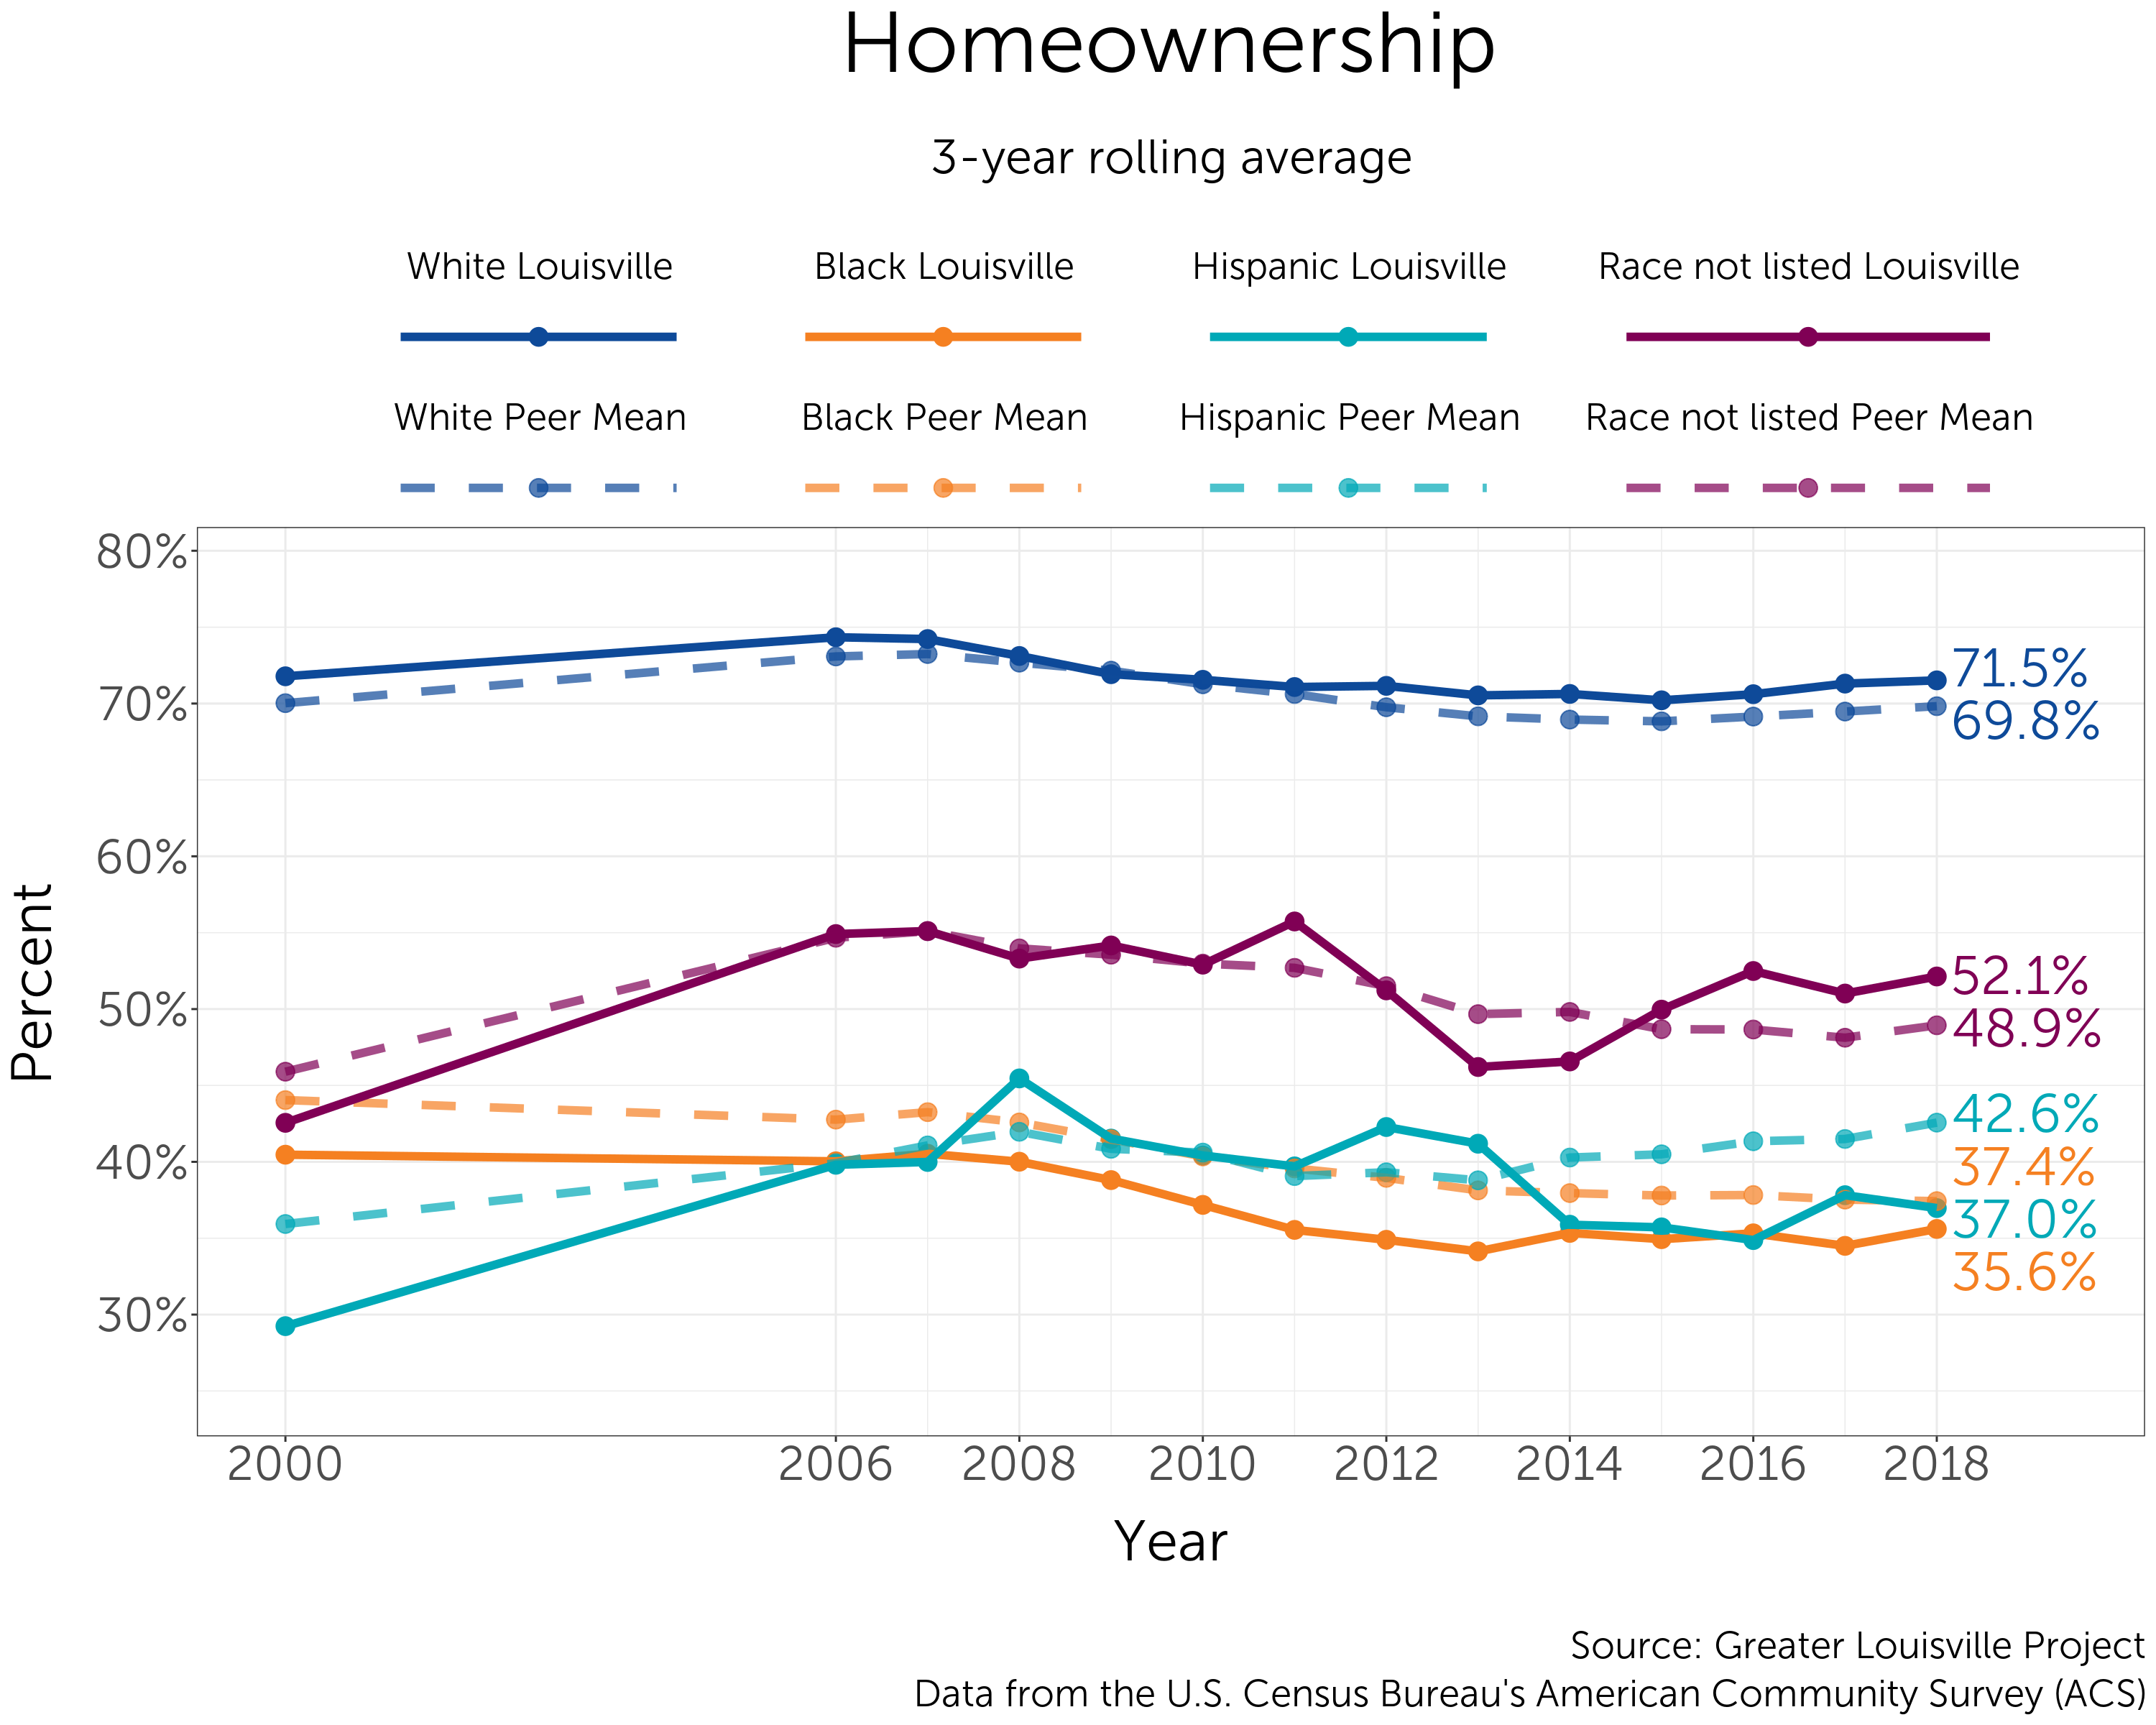 Homeownership
3-year rolling average
White Louisville Black Louisville Hispanic Louisville Race not listed Louisville
White Peer Mean Black Peer Mean Hispanic Peer Mean Race not listed Peer Mean
80%
70%
60%
50%
40%
30%
Percent
71.5%
69.8%
52.1%
48.9%
42.6%
37.4%
37.0%
35.6%
2000 2006 2008 2010 2012 2014 2016 2018
Year
Source: Greater Louisville Project
Data from the U.S. Census Bureau's American Community Survey (ACS)